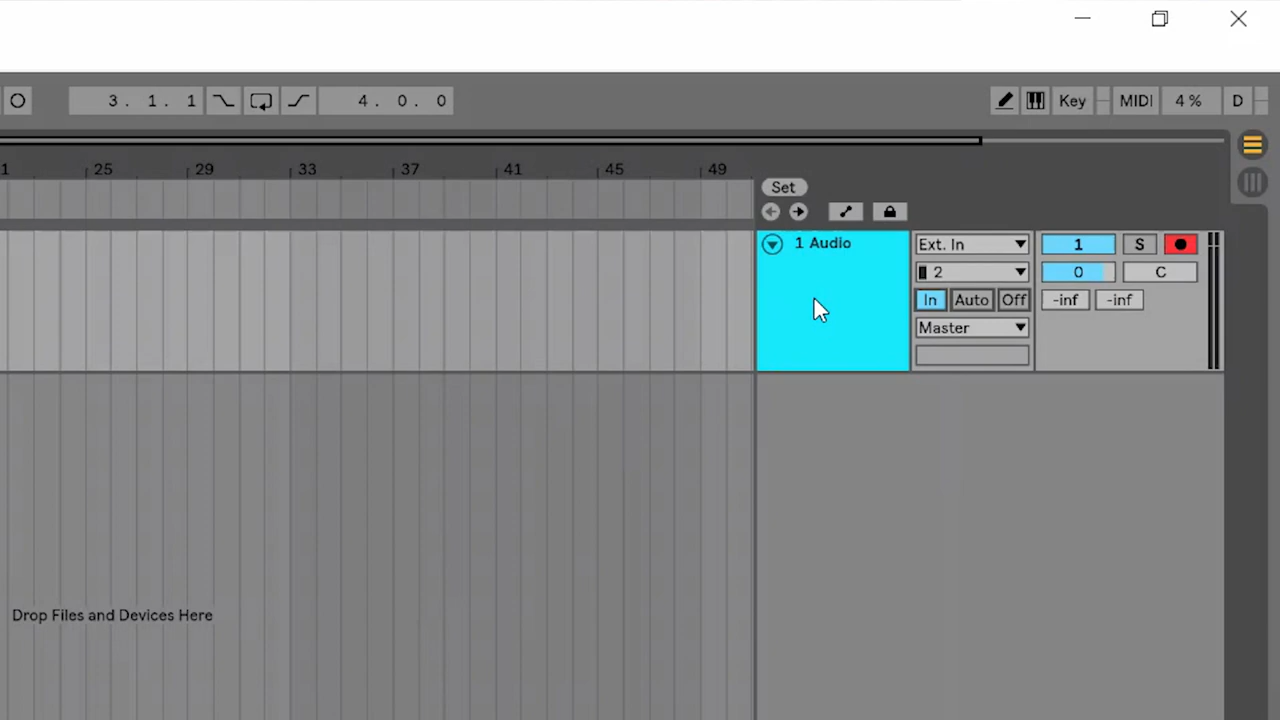 3. 1. 1 4. 0. 0 Key MIDI 4 % D
1 25 29 33 37 41 45 49
Set
1 Audio Ext. In 1 S
2 0 C
In Auto Off -inf -inf
Master
Drop Files and Devices Here